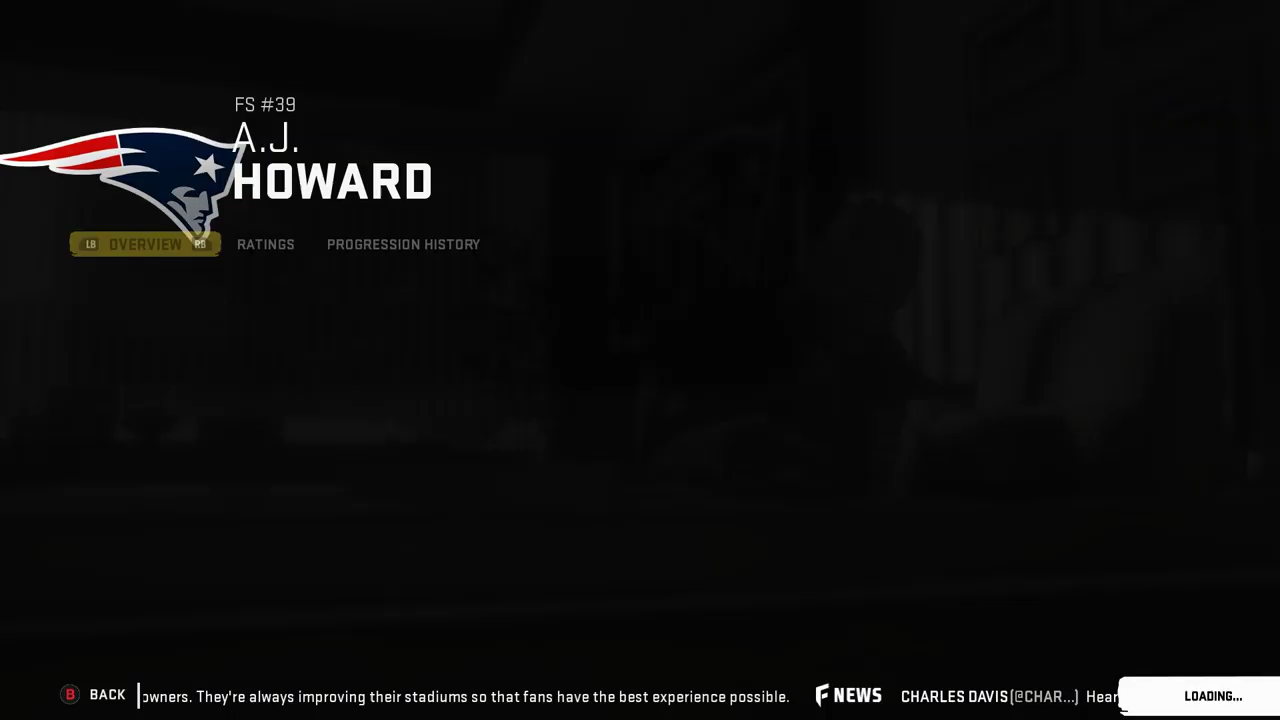 FS #39
A.J.
HOWARD
LB OVERVIEW RB RATINGS PROGRESSION HISTORY
B BACK owners. They're always improving their stadiums so that fans have the best experience possible. F NEWS CHARLES DAVIS(@CHAR...) Hear LOADING...